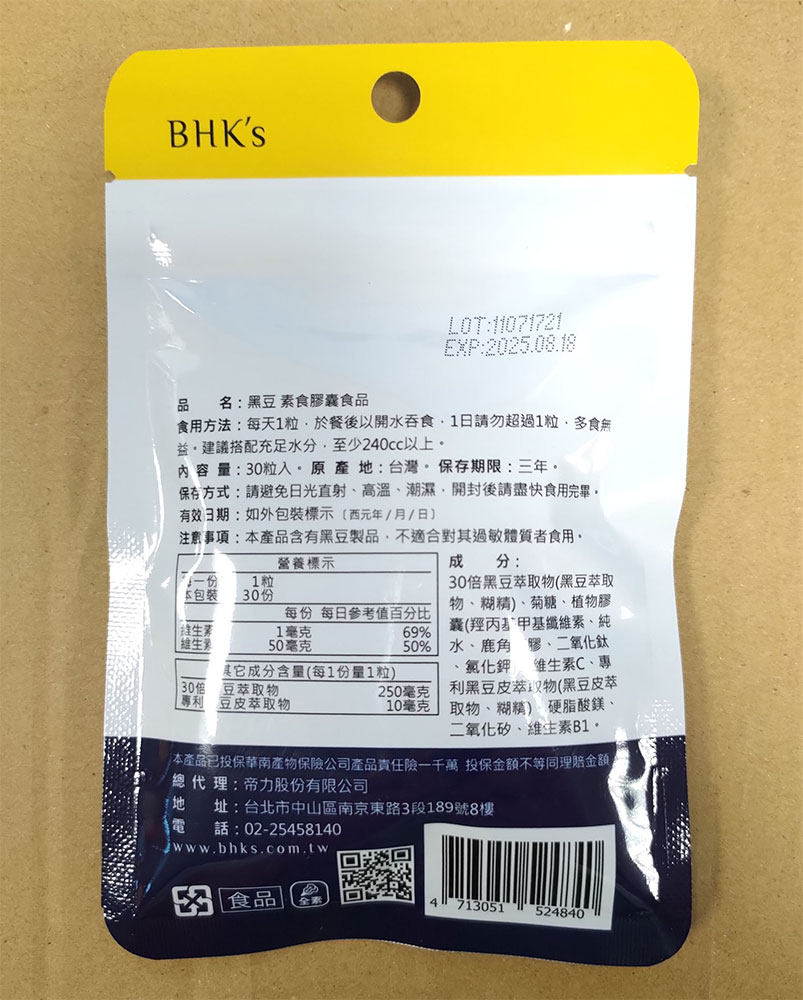 BHK's
LOT:11071721
EXP:2025.08.18
品 名：黑豆 素食膠囊食品
食用方法：每天1粒，於餐後以開水吞食，1日請勿超過1粒，多食無
益。建議搭配充足水分，至少240cc以上。
內 容 量：30粒入。原 產 地：台灣。保存期限：三年。
保存方式：請避免日光直射、高溫、潮濕，開封後請盡快食用完畢。
有效日期：如外包裝標示〔西元年/月/日〕
注意事項：本產品含有黑豆製品，不適合對其過敏體質者食用。
營養標示
每一份 1粒
本包裝 30份
每份 每日參考值百分比
維生素 1毫克 69%
維生素 50毫克 50%
其它成分含量(每1份量1粒)
30倍 豆萃取物 250毫克
專利 豆皮萃取物 10毫克
成 分：
30倍黑豆萃取物(黑豆萃取
物、糊精)、菊糖、植物膠
囊(羥丙基甲基纖維素、純
水、鹿角 膠、二氧化鈦
、氯化鉀 維生素C、專
利黑豆皮萃取物(黑豆皮萃
取物、糊精) 硬脂酸鎂、
二氧化矽、維生素B1。
本產品已投保華南產物保險公司產品責任險一千萬 投保金額不等同理賠金額
總 代 理：帝力股份有限公司
地 址：台北市中山區南京東路3段189號8樓
電 話：02-25458140
www.bhks.com.tw
食品
全素
4 713051 524840